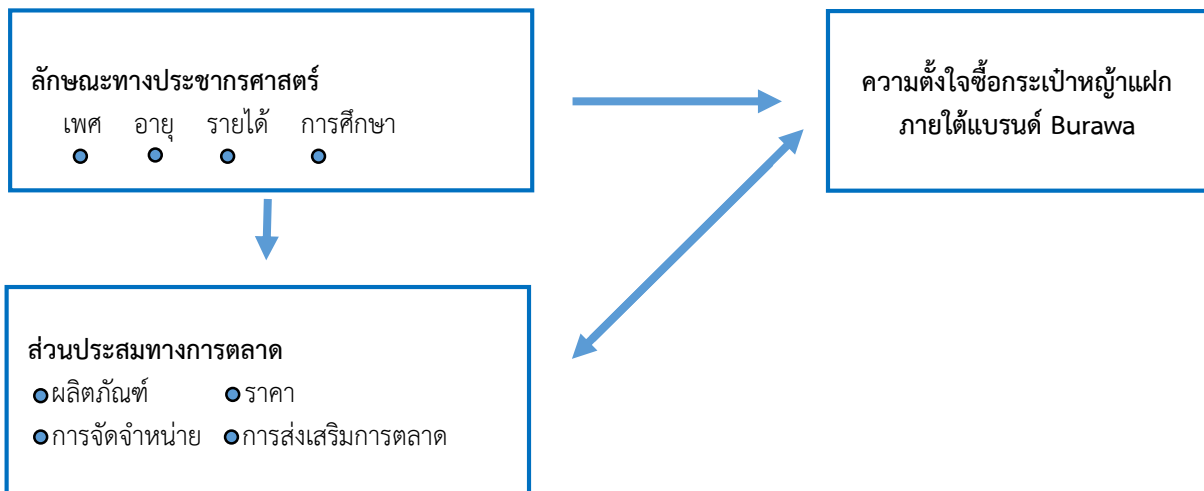 ลักษณะทางประชากรศาสตร์
เพศ อายุ รายได้ การศึกษา
ความตั้งใจซื้อกระเป๋าหญ้าแฝก
ภายใต้แบรนด์ Burawa
ส่วนประสมทางการตลาด
ผลิตภัณฑ์ ราคา
การจัดจำหน่าย การส่งเสริมการตลาด